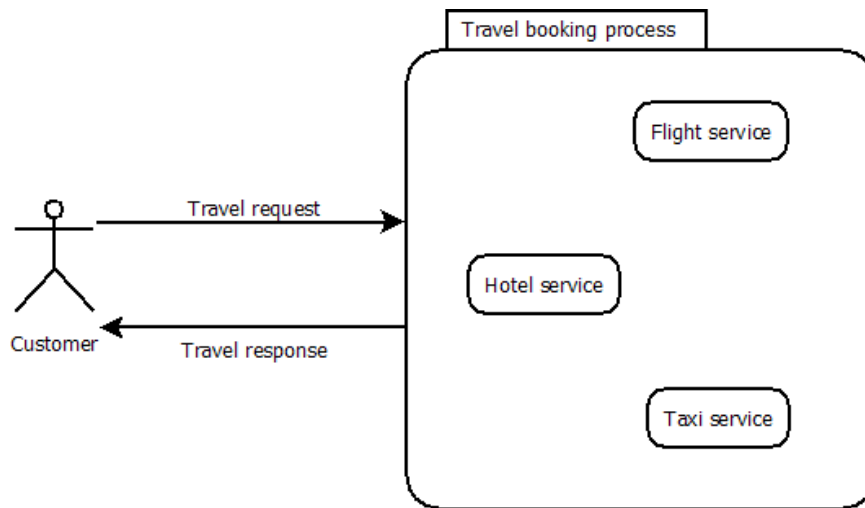 Travel booking process
Flight service
Travel request
Hotel service
Customer
Travel response
Taxi service